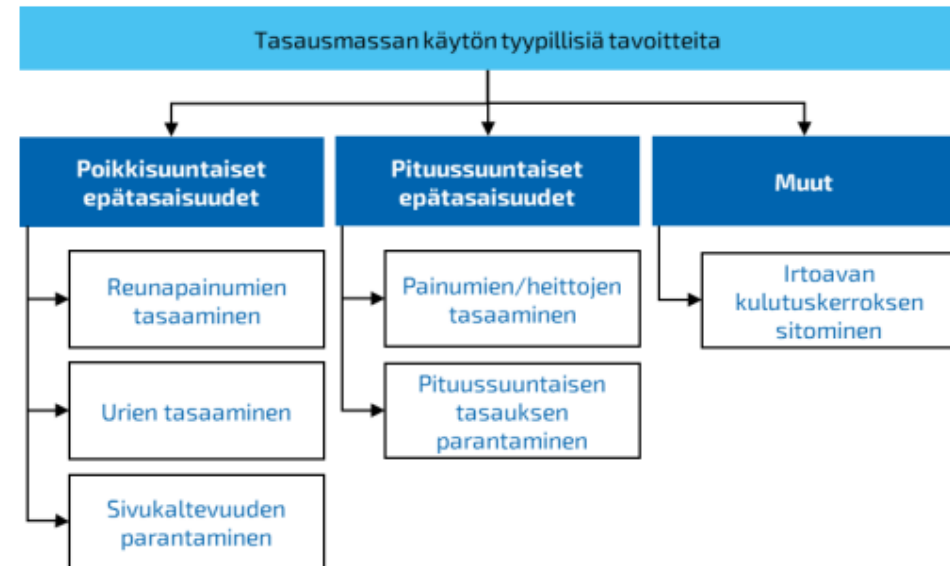 Tasausmassan käytön tyypillisiä tavoitteita
Poikkisuuntaiset
epätasaisuudet
Pituussuuntaiset
epätasaisuudet
Muut
Reunapainumien
tasaaminen
Urien tasaaminen
Sivukaltevuuden
parantaminen
Painumien/heittojen
tasaaminen
Pituussuuntaisen
tasauksen
parantaminen
Irtoavan
kulutuskerroksen
sitominen